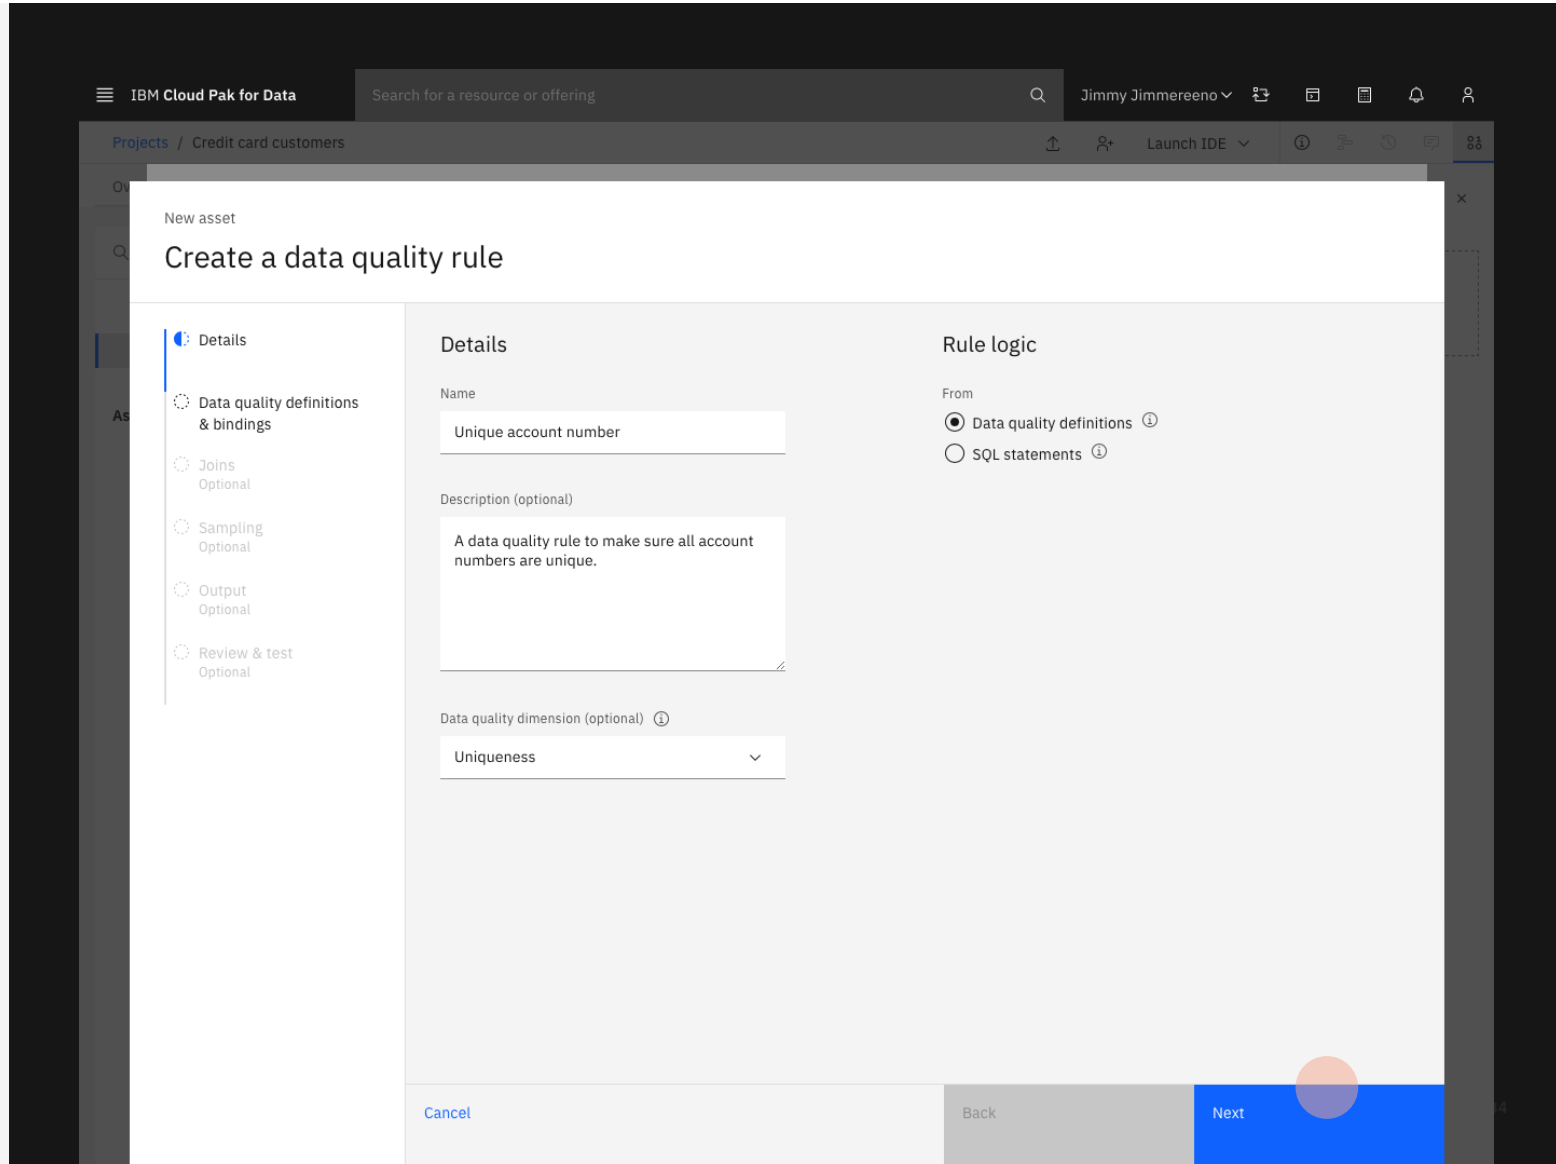 IBM Cloud Pak for Data
Search for a resource or offering
Jimmy Jimmereeno
Projects / Credit card customers
Launch IDE
Ov
New asset
Create a data quality rule
As
Details
Data quality definitions
& bindings
Joins
Optional
Sampling
Optional
Output
Optional
Review & test
Optional
Details
Name
Unique account number
Description (optional)
A data quality rule to make sure all account
numbers are unique.
Data quality dimension (optional)
Uniqueness
Rule logic
From
Data quality definitions
SQL statements
Cancel
Back
Next